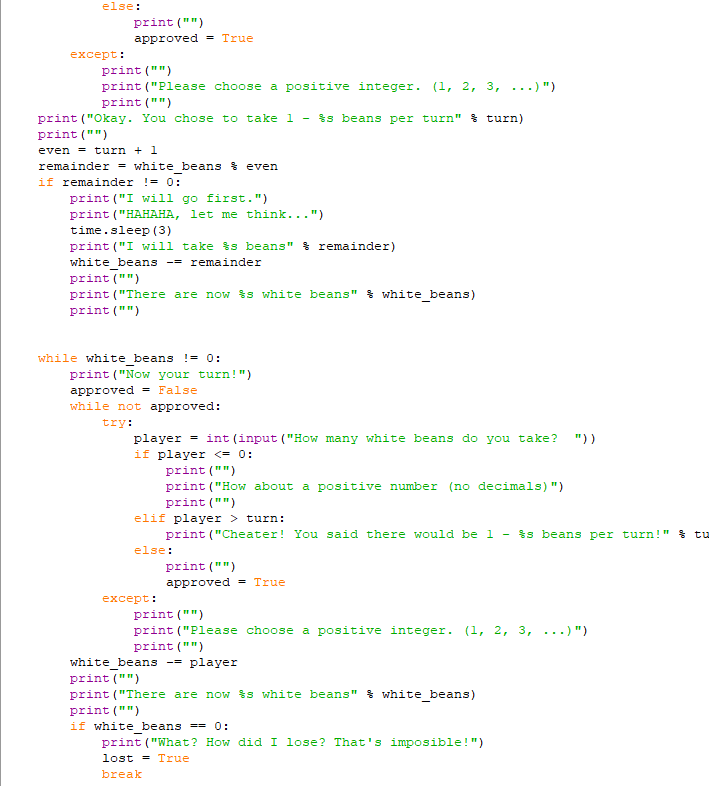 else:
print("")
approved = True
except:
print("")
print("Please choose a positive integer. (1, 2, 3, ...)")
print("")
print("Okay. You chose to take 1 - %s beans per turn" % turn)
print("")
even = turn + 1
remainder = white_beans % even
if remainder != 0:
print("I will go first.")
print("HAHAHA, let me think...")
time.sleep(3)
print("I will take %s beans" % remainder)
white_beans -= remainder
print("")
print("There are now %s white beans" % white_beans)
print("")
while white_beans != 0:
print("Now your turn!")
approved = False
while not approved:
try:
player = int(input("How many white beans do you take?  "))
if player <= 0:
print("")
print("How about a positive number (no decimals)")
print("")
elif player > turn:
print("Cheater! You said there would be 1 - %s beans per turn!" % tu
else:
print("")
approved = True
except:
print("")
print("Please choose a positive integer. (1, 2, 3, ...)")
print("")
white_beans -= player
print("")
print("There are now %s white beans" % white_beans)
print("")
if white_beans == 0:
print("What? How did I lose? That's imposible!")
lost = True
break